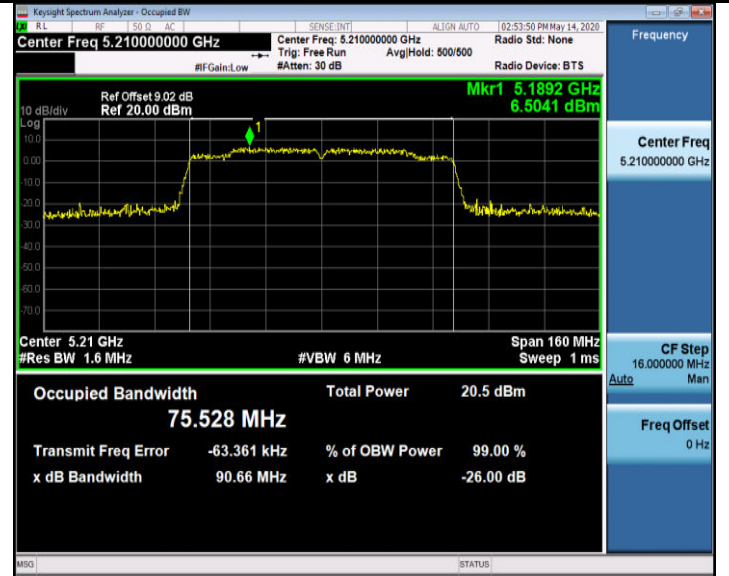 Keysight Spectrum Analyzer - Occupied BW
RL RF 50 Ω AC SENSE:INT ALIGN AUTO 02:53:50 PM May 14, 2020
Center Freq 5.210000000 GHz
Center Freq: 5.210000000 GHz Radio Std: None
Trig: Free Run Avg|Hold: 500/500
#IFGain:Low #Atten: 30 dB Radio Device: BTS
Frequency
Mkr1 5.1892 GHz
6.5041 dBm
Ref Offset 9.02 dB
10 dB/div Ref 20.00 dBm
Log
1
10.0
0.00
-10.0
-20.0
-30.0
-40.0
-50.0
-60.0
-70.0
Center 5.21 GHz Span 160 MHz
#Res BW 1.6 MHz #VBW 6 MHz Sweep 1 ms
Occupied Bandwidth Total Power 20.5 dBm
75.528 MHz
Transmit Freq Error -63.361 kHz % of OBW Power 99.00 %
x dB Bandwidth 90.66 MHz x dB -26.00 dB
Center Freq
5.210000000 GHz
CF Step
16.000000 MHz
Auto Man
Freq Offset
0 Hz
MSG STATUS